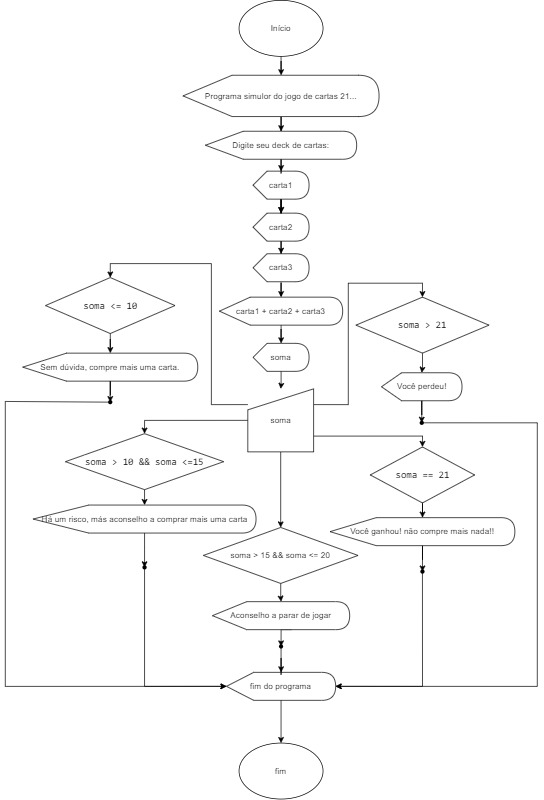 Início
Programa simulor do jogo de cartas 21...
Digite seu deck de cartas:
carta1
carta2
carta3
carta1 + carta2 + carta3
soma
soma
soma <= 10
Sem dúvida, compre mais uma carta.
soma > 21
Você perdeu!
soma > 10 && soma <=15
Há um risco, más aconselho a comprar mais uma carta
soma == 21
Você ganhou! não compre mais nada!!
soma > 15 && soma <= 20
Aconselho a parar de jogar
fim do programa
fim